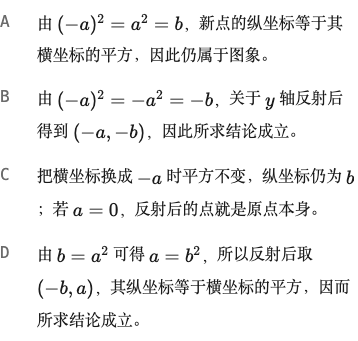 A 由 (−a)² = a² = b，新点的纵坐标等于其
横坐标的平方，因此仍属于图象。
B 由 (−a)² = −a² = −b，关于 y 轴反射后
得到 (−a, −b)，因此所求结论成立。
C 把横坐标换成 −a 时平方不变，纵坐标仍为 b
；若 a = 0，反射后的点就是原点本身。
D 由 b = a² 可得 a = b²，所以反射后取
(−b, a)，其纵坐标等于横坐标的平方，因而
所求结论成立。